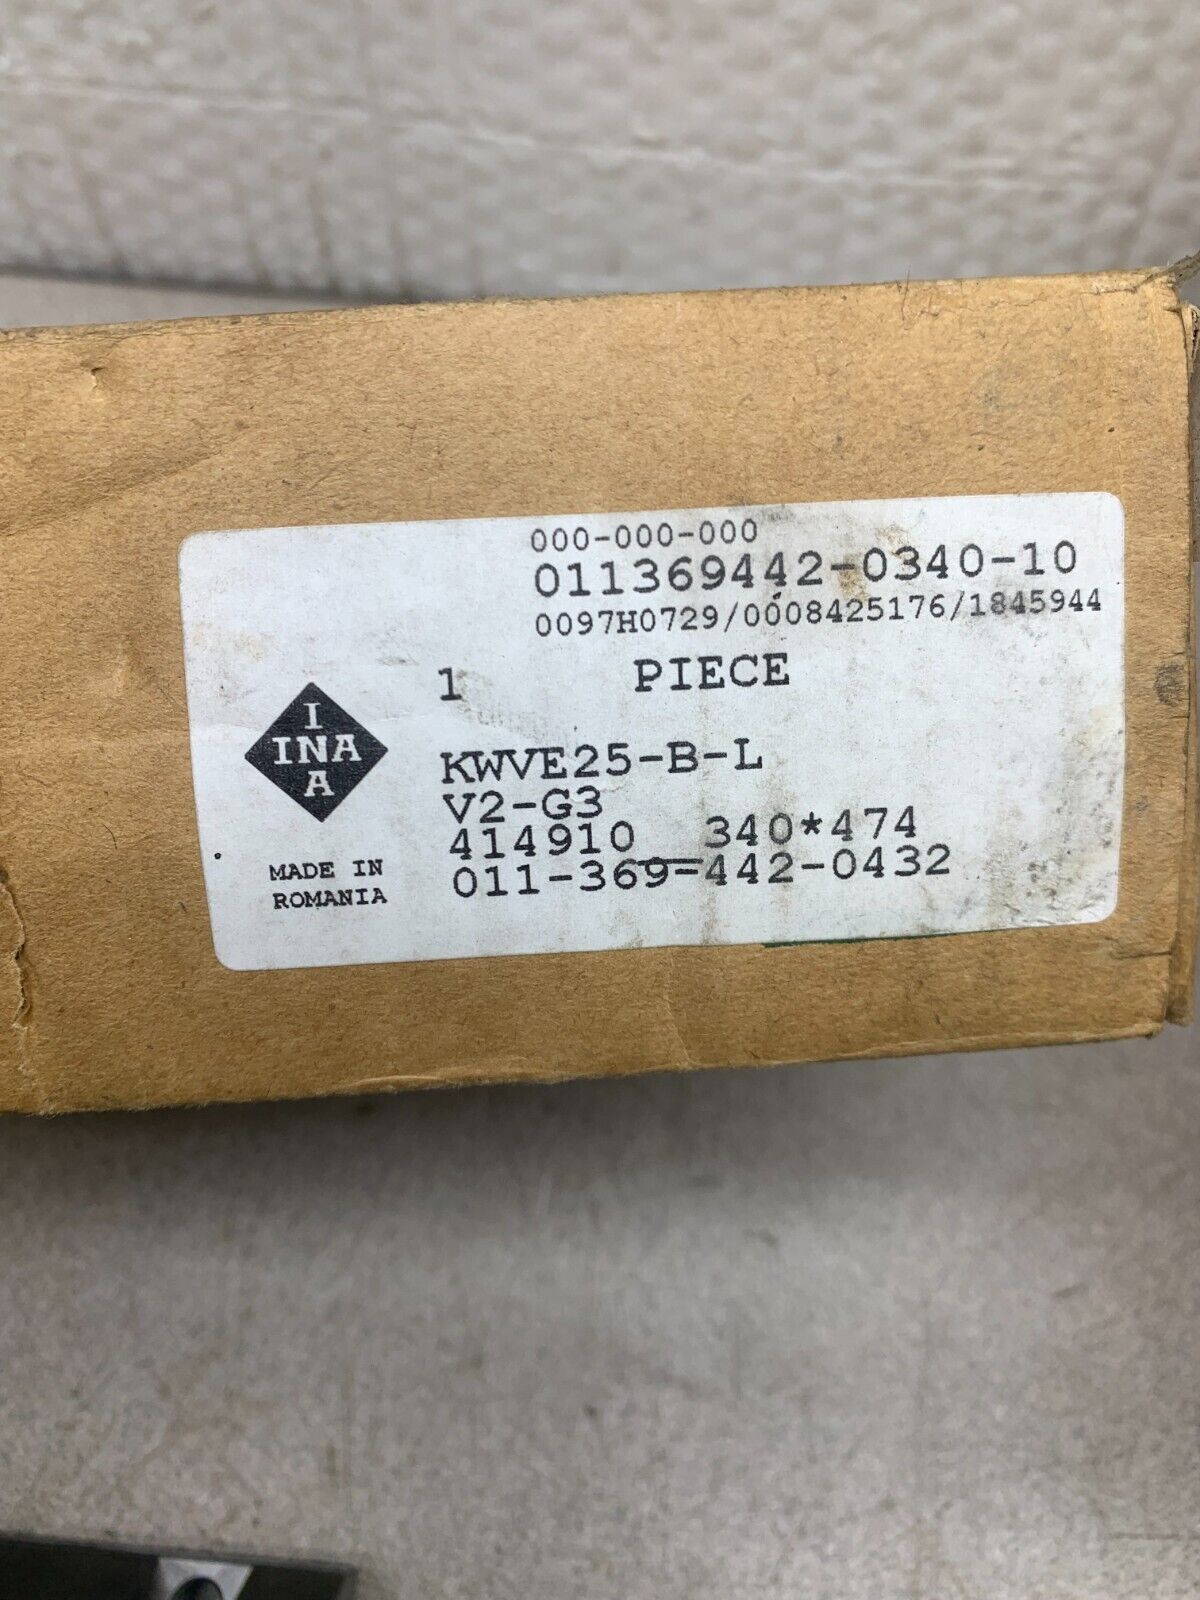 000-000-000
011369442-0340-10
0097H0729/0008425176/1845944
1 PIECE
I
INA
A
KWVE25-B-L
V2-G3
414910 340*474
011-369-442-0432
MADE IN
ROMANIA